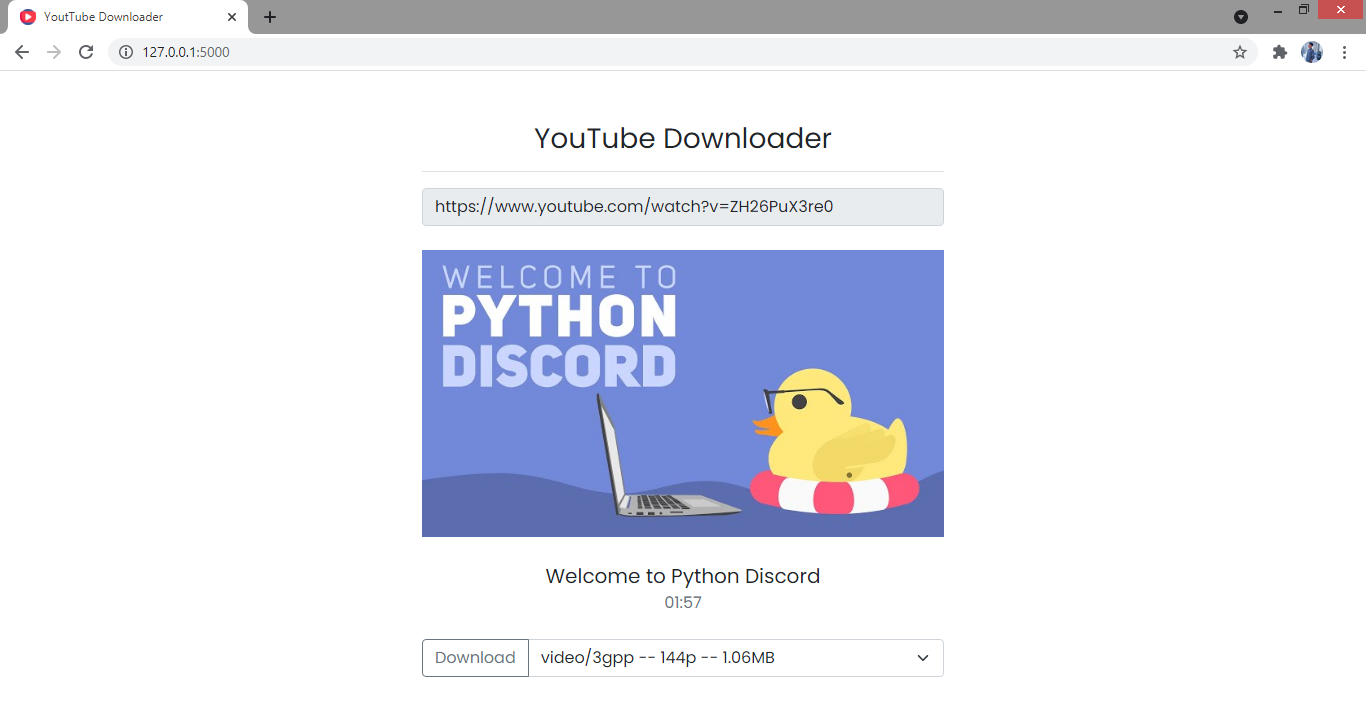 YoutTube Downloader
127.0.0.1:5000
YouTube Downloader
https://www.youtube.com/watch?v=ZH26PuX3re0
WELCOME TO
PYTHON
DISCORD
Welcome to Python Discord
01:57
Download video/3gpp -- 144p -- 1.06MB